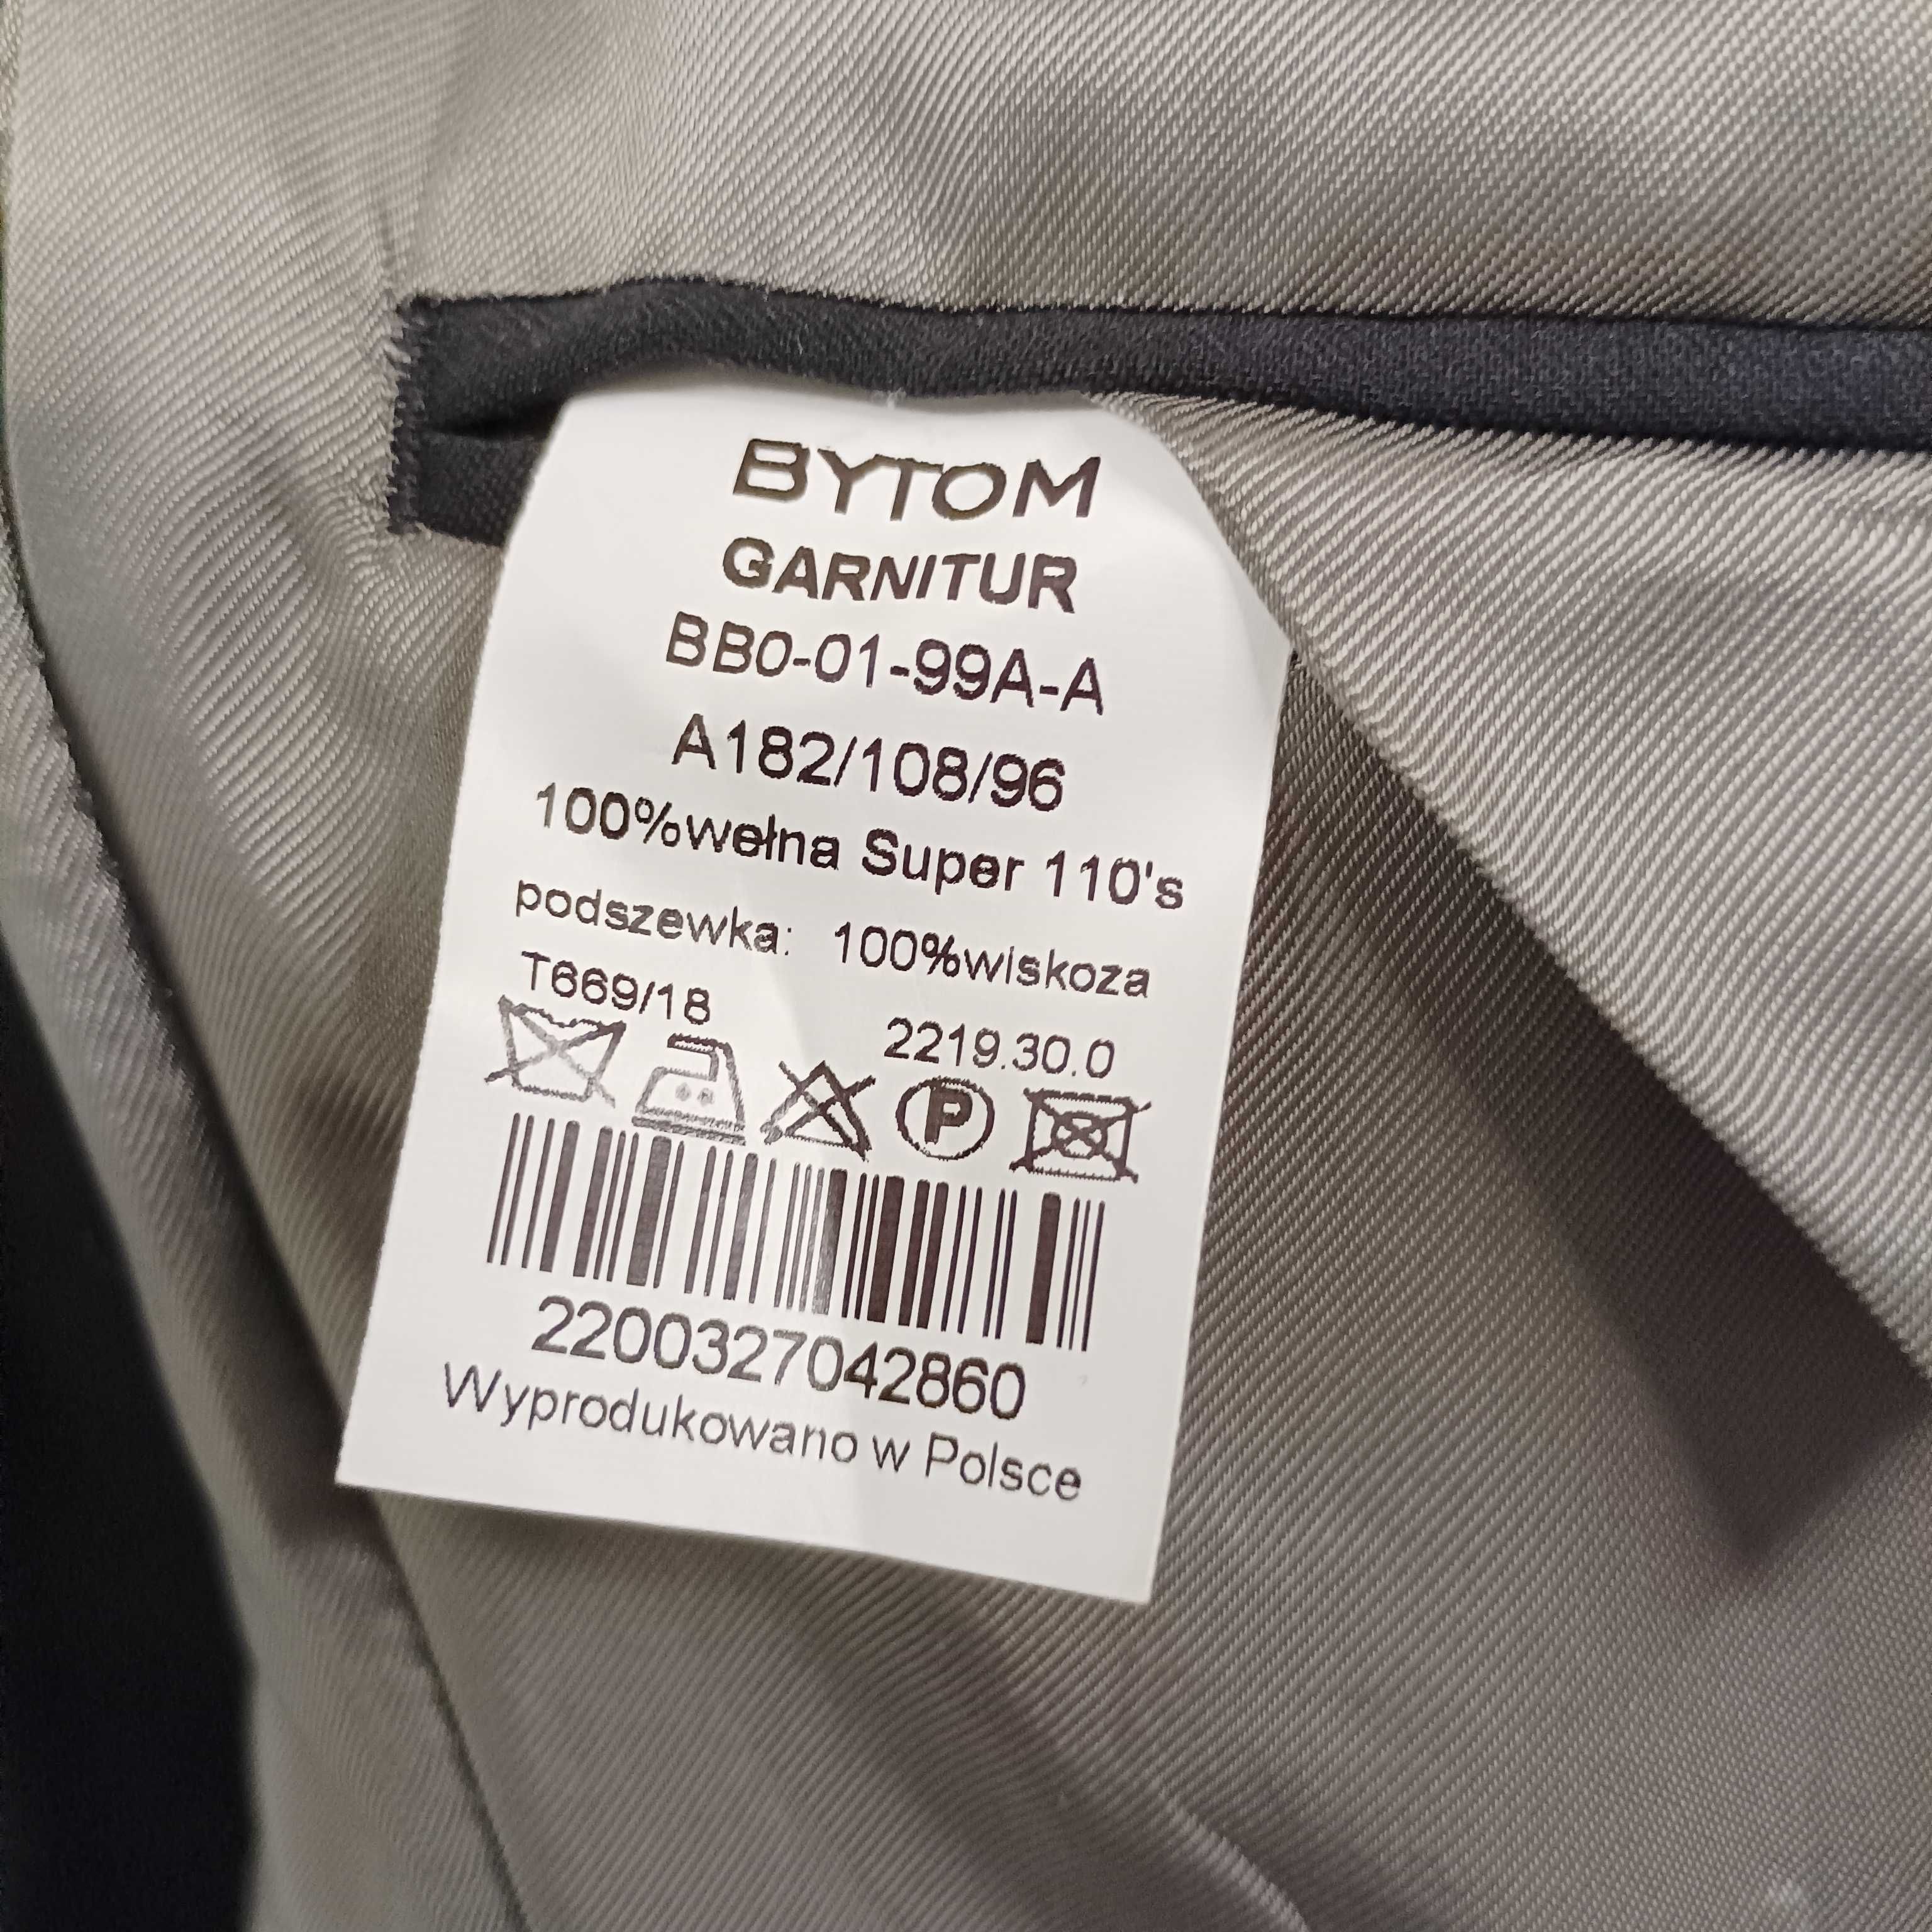 BYTOM
GARNITUR
BB0-01-99A-A
A182/108/96
100%wełna Super 110's
podszewka: 100%wiskoza
T669/18
2219.30.0
P
2200327042860
Wyprodukowano w Polsce